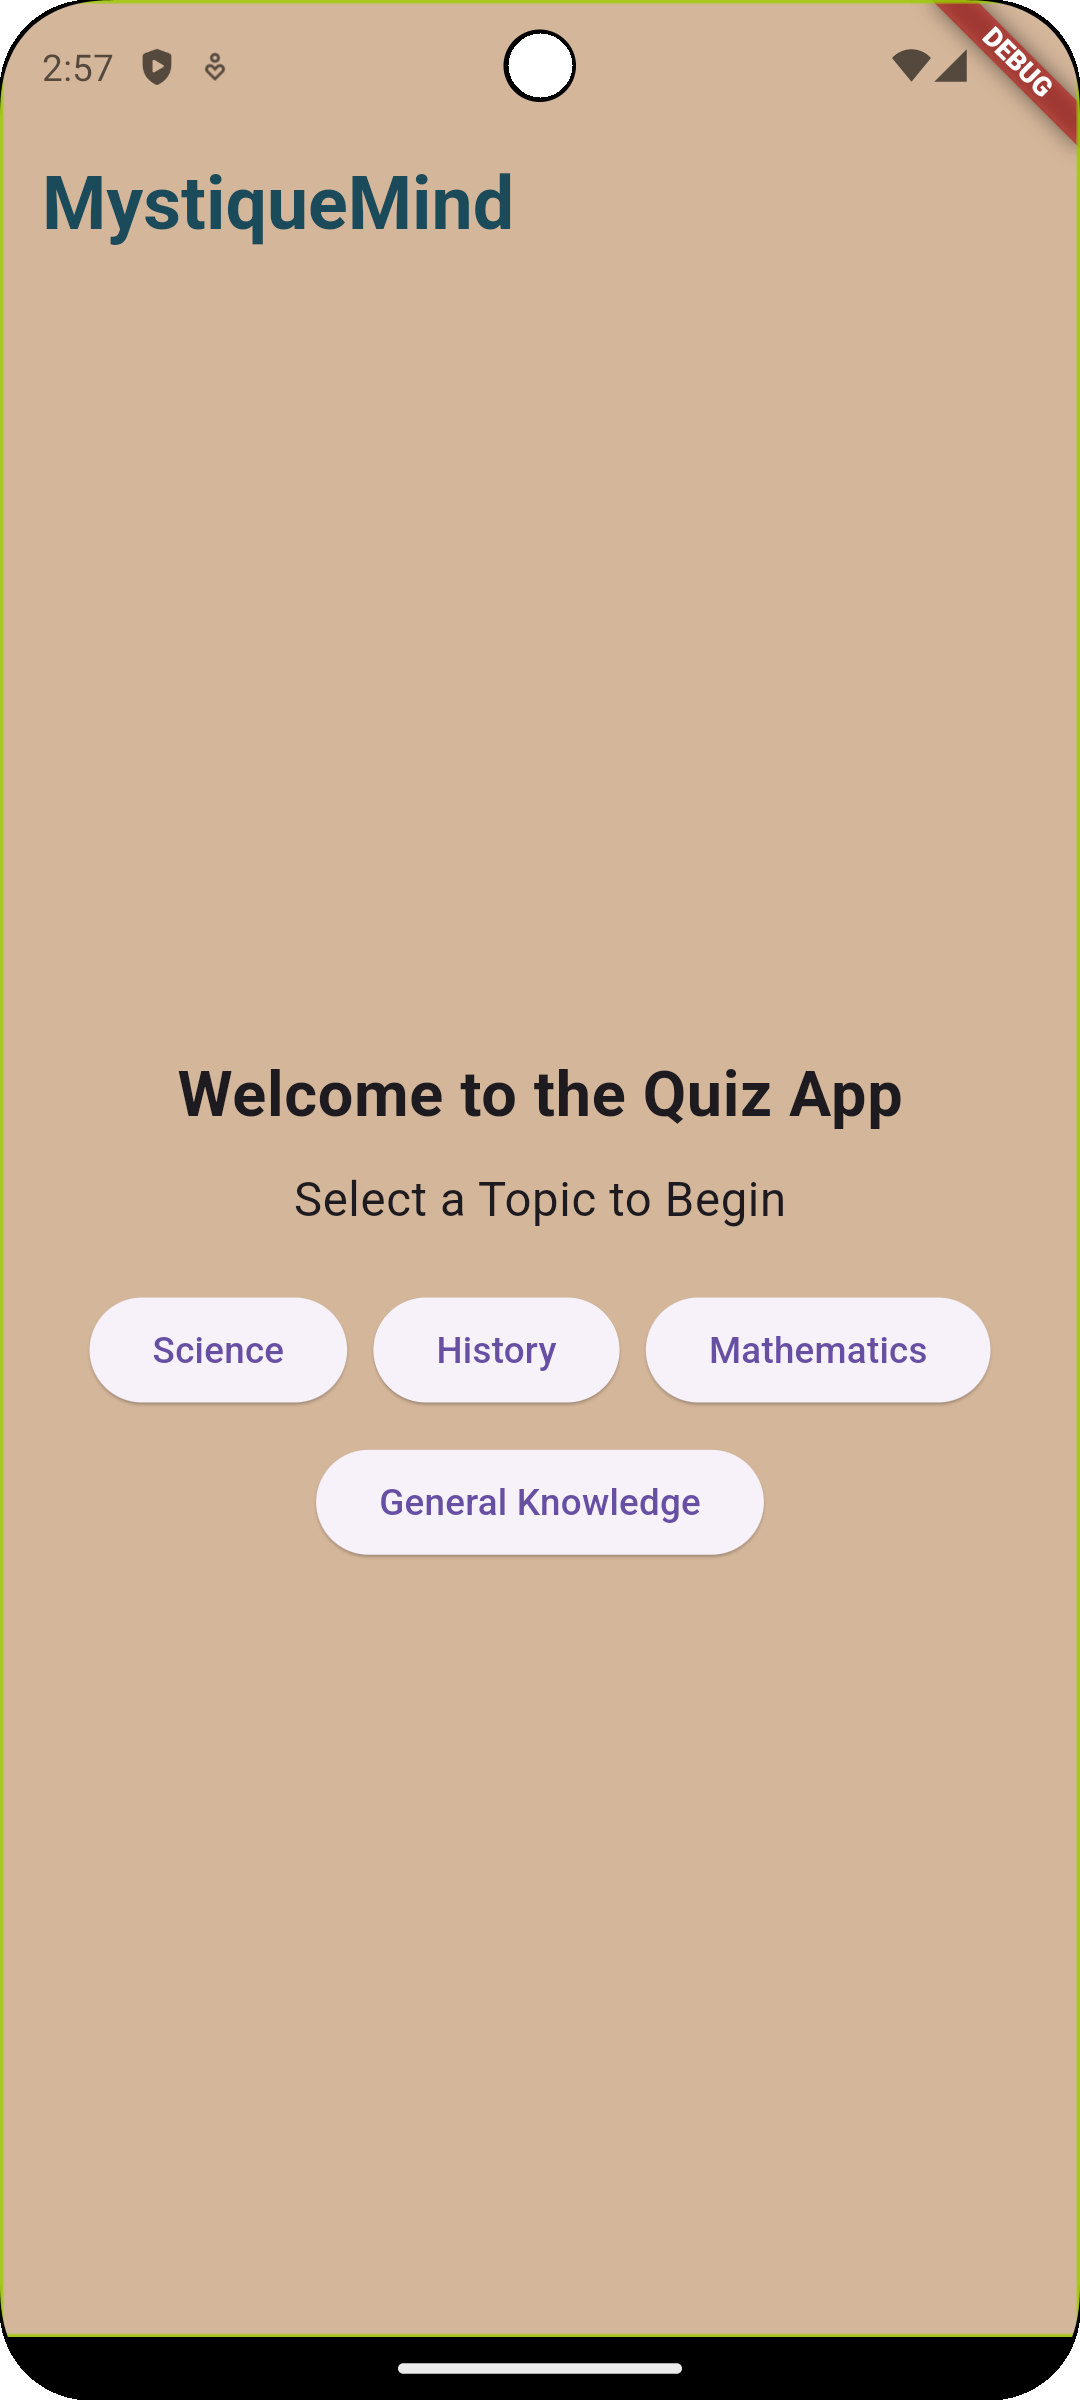 2:57
DEBUG
MystiqueMind
Welcome to the Quiz App
Select a Topic to Begin
Science History Mathematics
General Knowledge